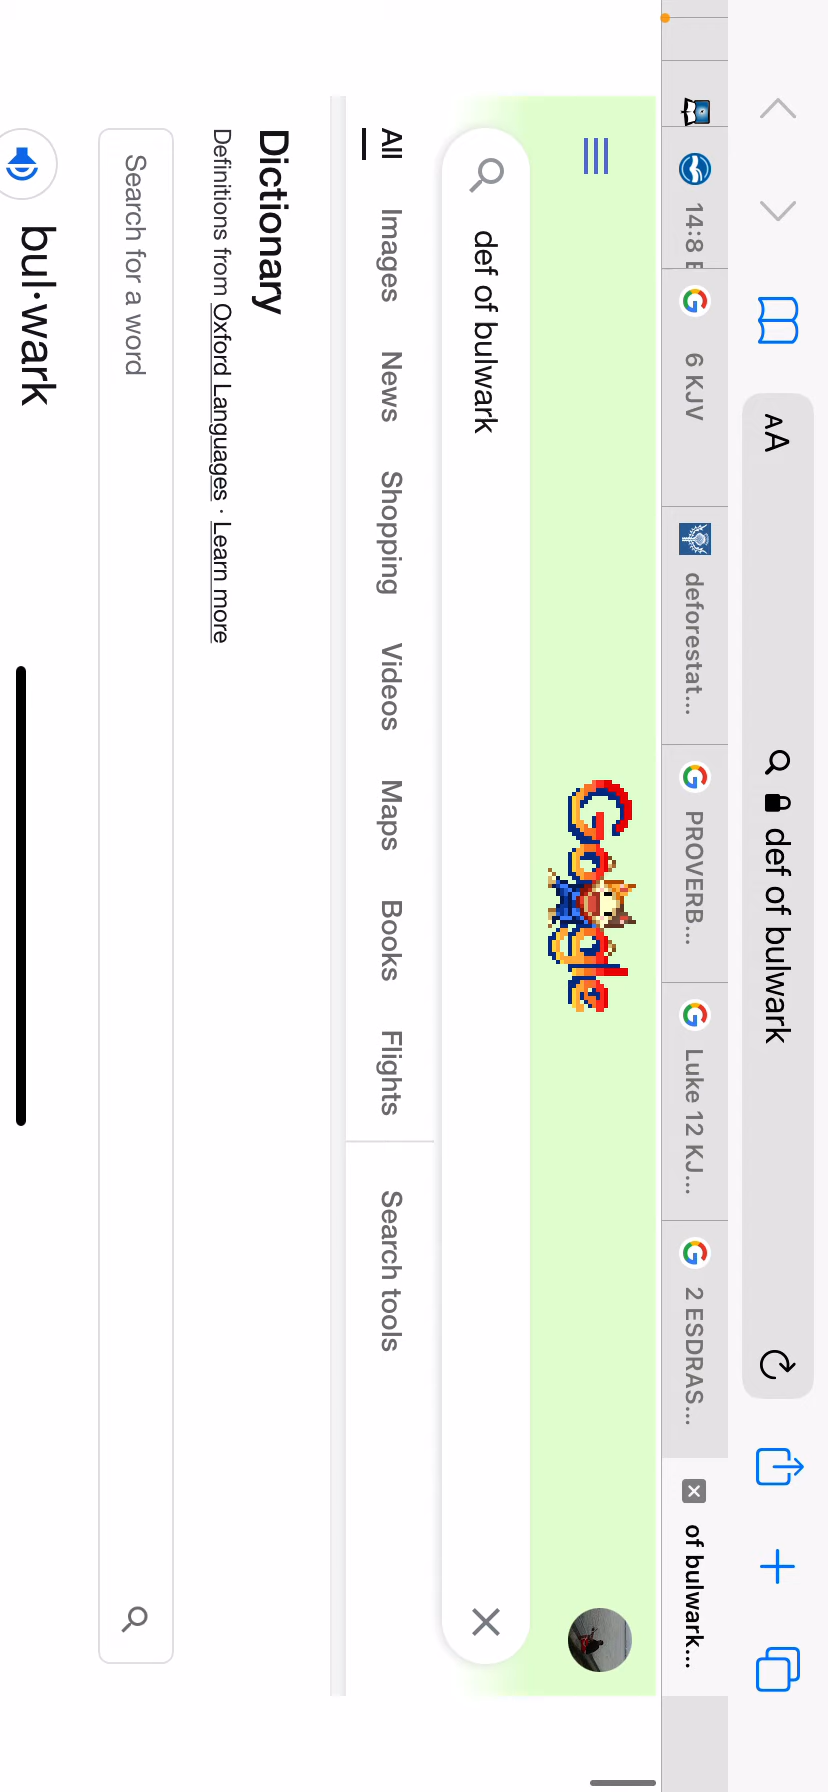 AA
def of bulwark
14:8
6 KJV
deforestat...
PROVERB...
Luke 12 KJ...
2 ESDRAS...
of bulwark...
Google
def of bulwark
All Images News Shopping Videos Maps Books Flights Search tools
Dictionary
Definitions from Oxford Languages · Learn more
Search for a word
bul·wark